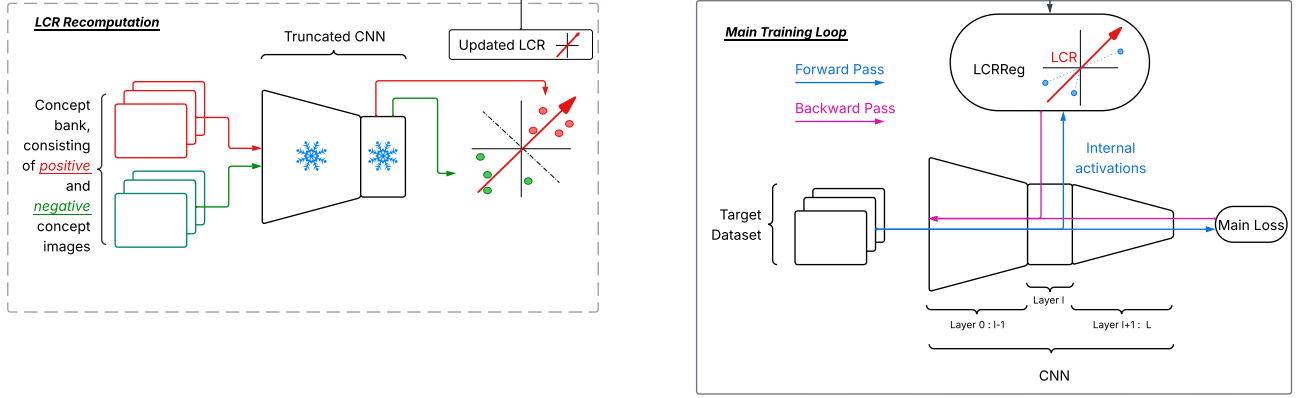 LCR Recomputation
Truncated CNN
Updated LCR
Concept
bank,
consisting
of positive
and
negative
concept
images
Main Training Loop
Forward Pass
Backward Pass
LCRReg
LCR
Internal
activations
Target
Dataset
Main Loss
Layer l
Layer 0 : l-1
Layer l+1 : L
CNN